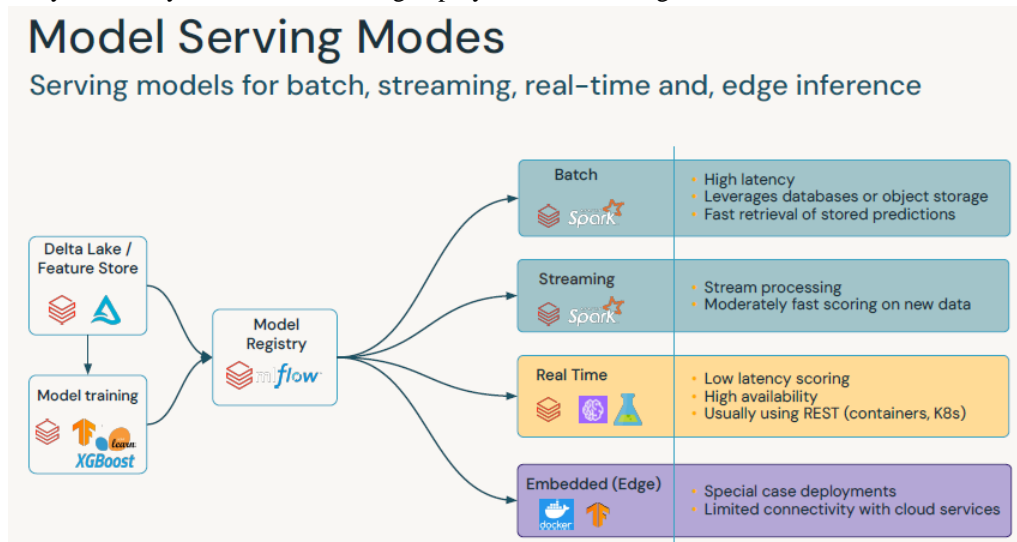 Model Serving Modes
Serving models for batch, streaming, real-time and, edge inference
Batch
Spark
• High latency
• Leverages databases or object storage
• Fast retrieval of stored predictions
Delta Lake /
Feature Store
Streaming
Spark
• Stream processing
• Moderately fast scoring on new data
Model
Registry
mlflow
Real Time
• Low latency scoring
• High availability
• Usually using REST (containers, K8s)
Model training
learn
XGBoost
Embedded (Edge)
docker
• Special case deployments
• Limited connectivity with cloud services